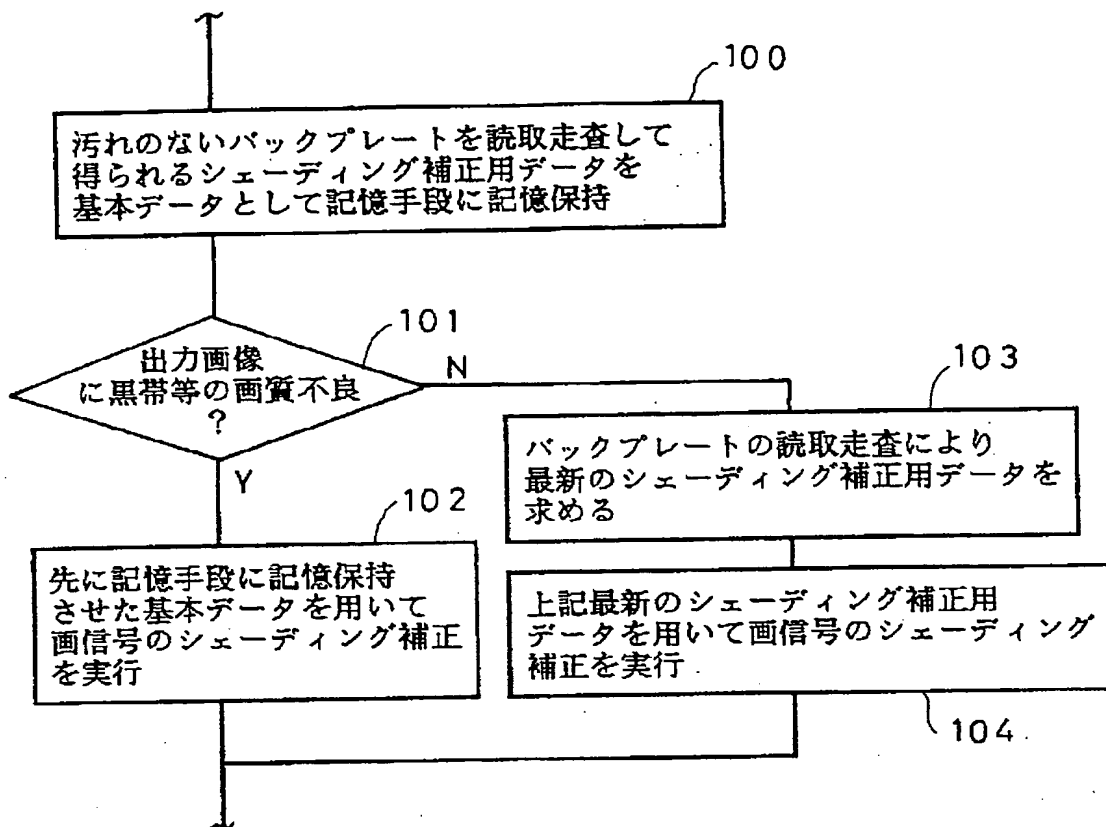 100
汚れのないバックプレートを読取走査して
得られるシェーディング補正用データを
基本データとして記憶手段に記憶保持
101
出力画像
に黒帯等の画質不良
?
N
Y
103
バックプレートの読取走査により
最新のシェーディング補正用データを
求める
102
先に記憶手段に記憶保持
させた基本データを用いて
画信号のシェーディング補正
を実行
上記最新のシェーディング補正用
データを用いて画信号のシェーディング
補正を実行
104